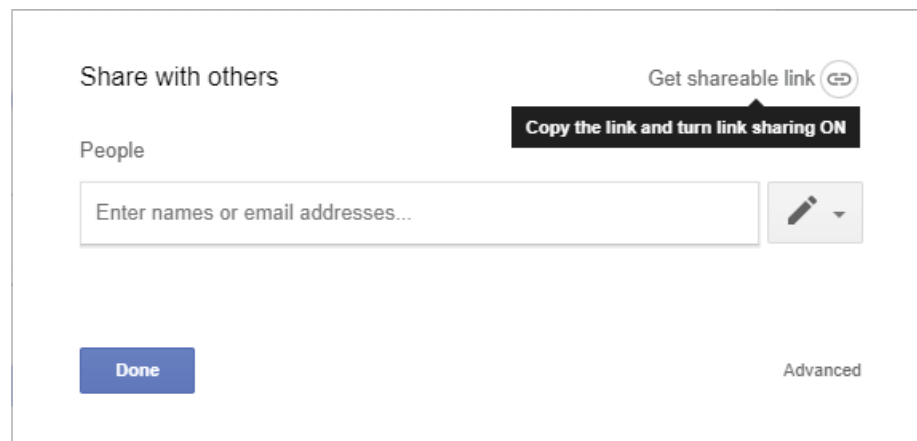 Share with others
Get shareable link
Copy the link and turn link sharing ON
People
Enter names or email addresses...
Done
Advanced